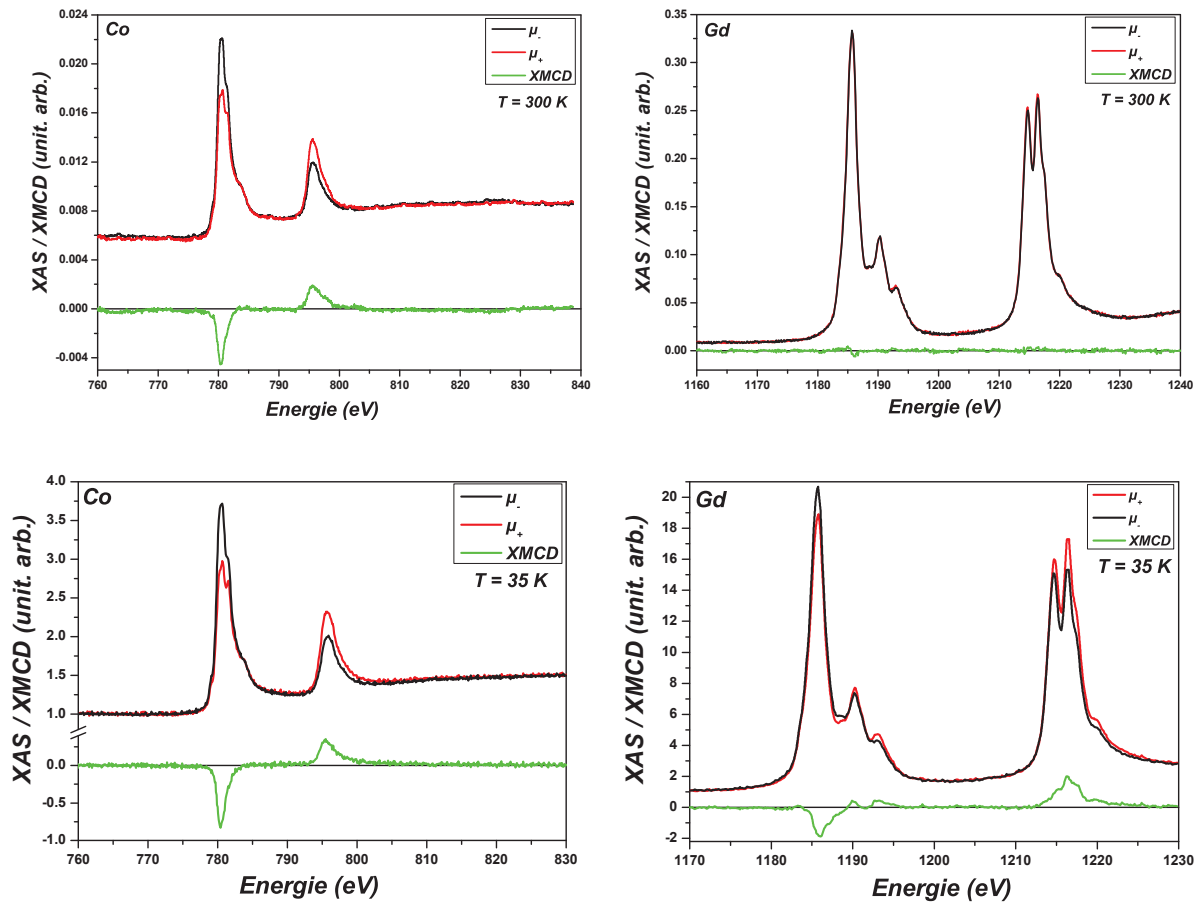 Co
μ-
μ+
XMCD
T = 300 K
XAS / XMCD (unit. arb.)
0.024
0.020
0.016
0.012
0.008
0.004
0.000
-0.004
760 770 780 790 800 810 820 830 840
Energie (eV)
Gd
μ-
μ+
XMCD
T = 300 K
XAS / XMCD (unit. arb.)
0.35
0.30
0.25
0.20
0.15
0.10
0.05
0.00
1160 1170 1180 1190 1200 1210 1220 1230 1240
Energie (eV)
Co
μ-
μ+
XMCD
T = 35 K
XAS / XMCD (unit. arb.)
4.0
3.5
3.0
2.5
2.0
1.5
1.0
0.0
-0.5
-1.0
760 770 780 790 800 810 820 830
Energie (eV)
Gd
μ+
μ-
XMCD
T = 35 K
XAS / XMCD (unit. arb.)
20
18
16
14
12
10
8
6
4
2
0
-2
1170 1180 1190 1200 1210 1220 1230
Energie (eV)